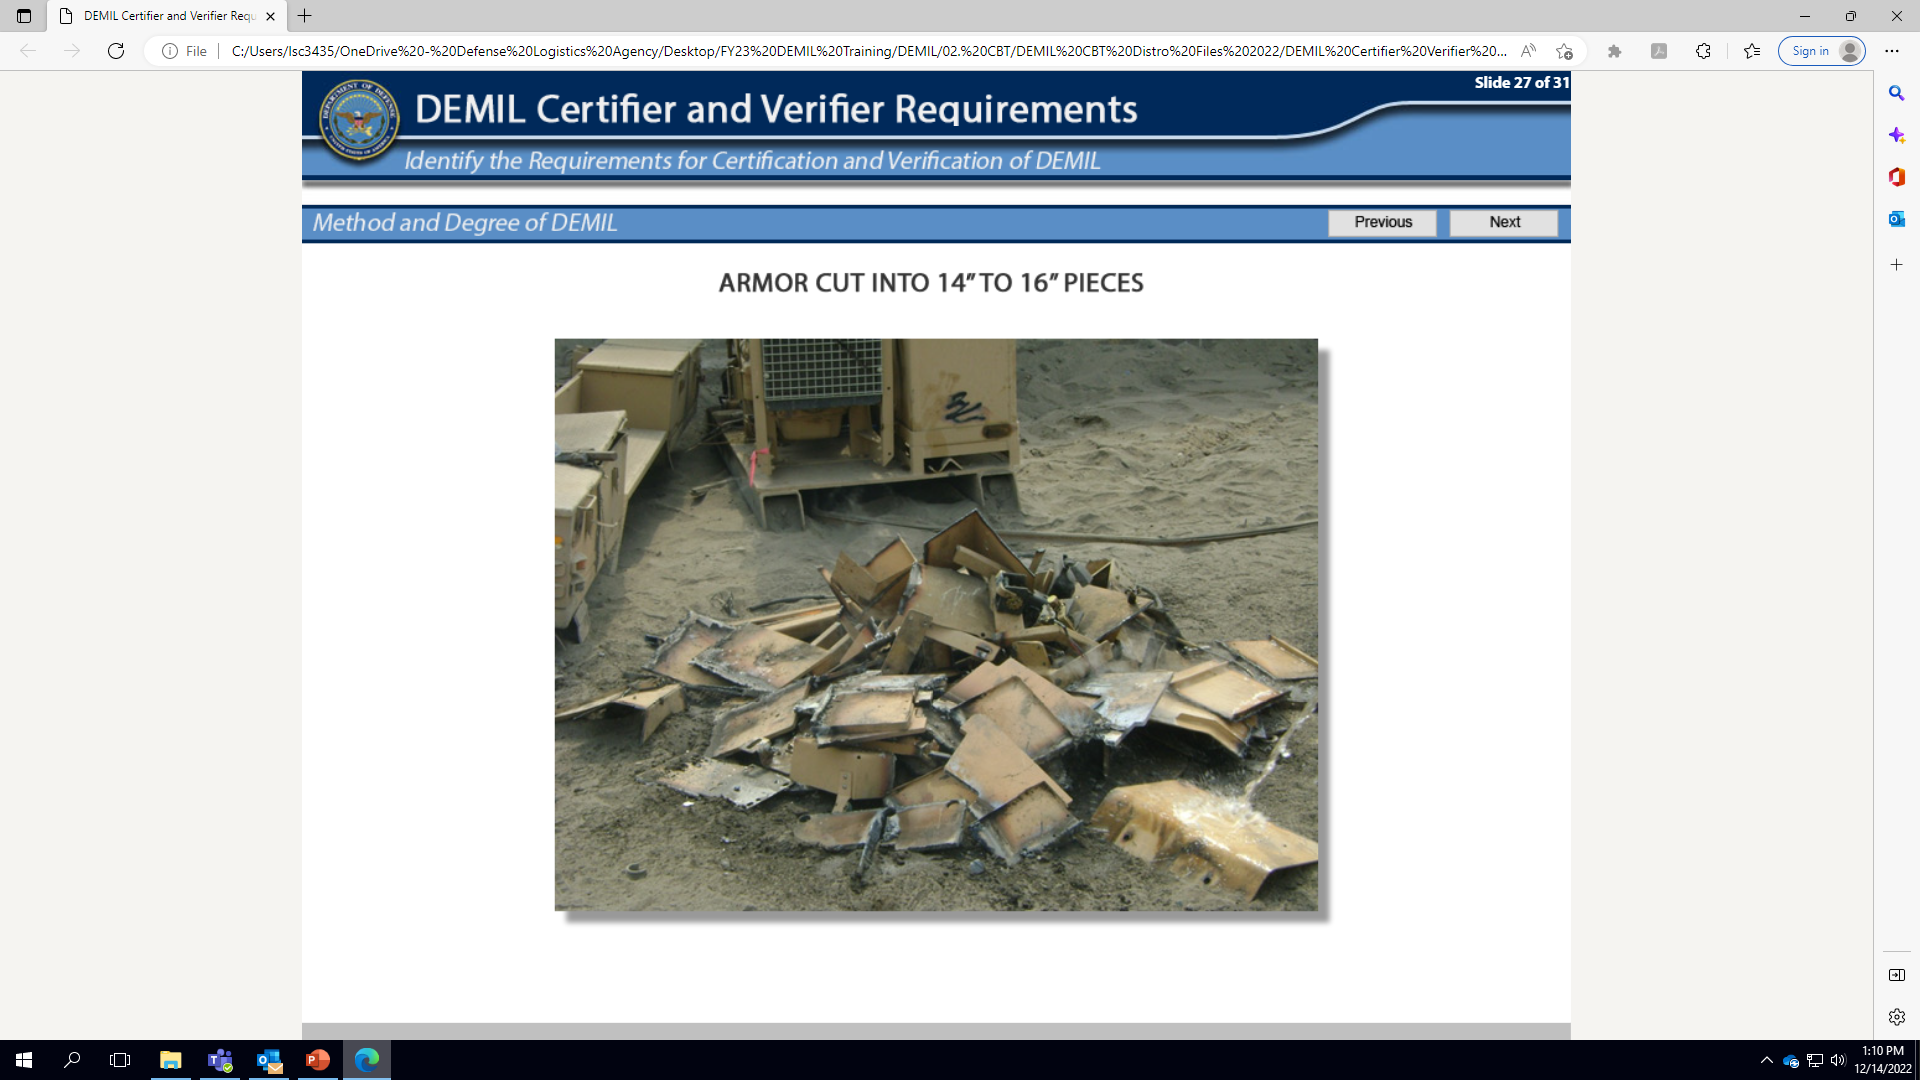 DEMIL Certifier and Verifier Requ
File
C:/Users/lsc3435/OneDrive%20-%20Defense%20Logistics%20Agency/Desktop/FY23%20DEMIL%20Training/DEMIL/02.%20CBT/DEMIL%20CBT%20Distro%20Files%202022/DEMIL%20Certifier%20Verifier%20...
Sign in
Slide 27 of 31
DEMIL Certifier and Verifier Requirements
Identify the Requirements for Certification and Verification of DEMIL
Method and Degree of DEMIL
Previous
Next
ARMOR CUT INTO 14” TO 16” PIECES
1:10 PM
12/14/2022